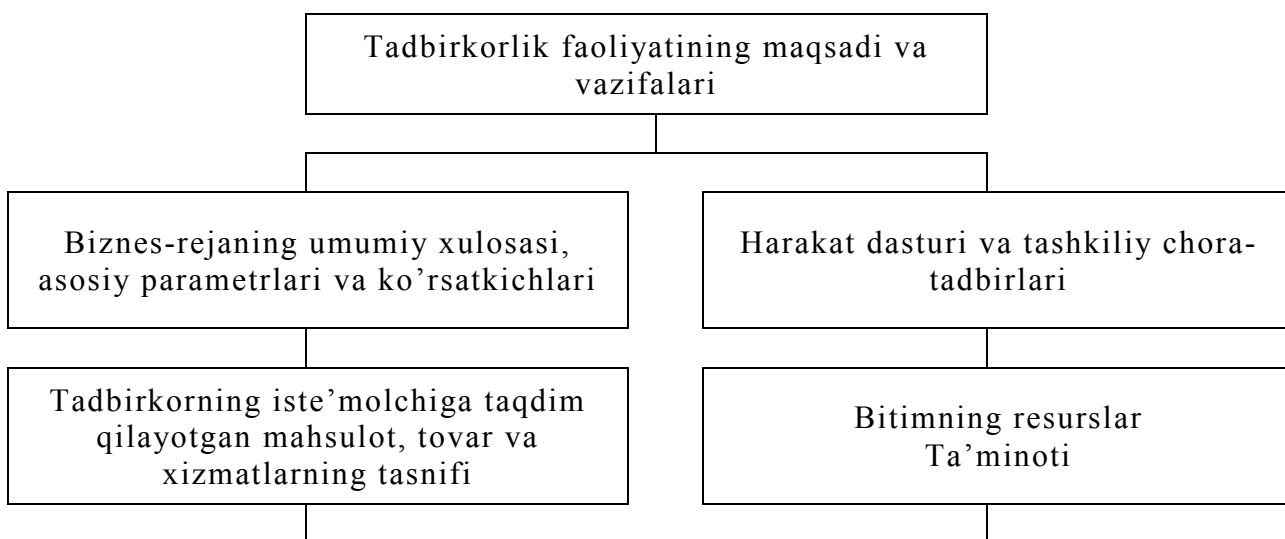 Tadbirkorlik faoliyatining maqsadi va
vazifalari
Biznes-rejaning umumiy xulosasi,
asosiy parametrlari va ko’rsatkichlari
Harakat dasturi va tashkiliy chora-
tadbirlari
Tadbirkorning iste’molchiga taqdim
qilayotgan mahsulot, tovar va
xizmatlarning tasnifi
Bitimning resurslar
Ta’minoti